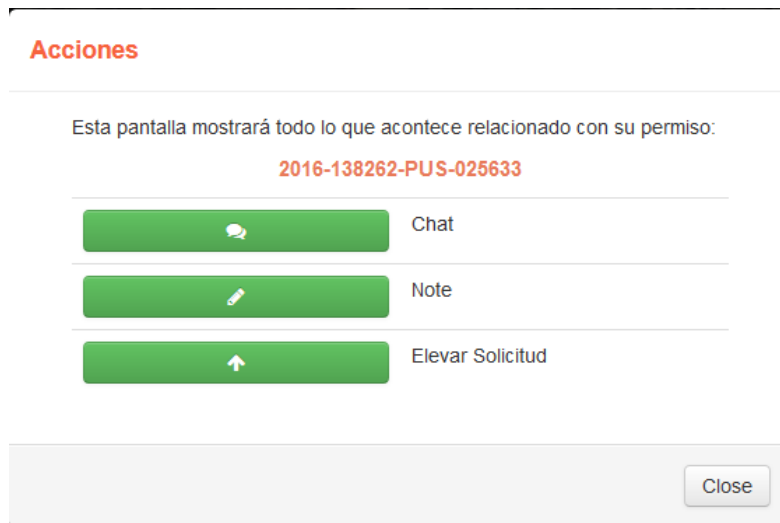 Acciones
Esta pantalla mostrará todo lo que acontece relacionado con su permiso:
2016-138262-PUS-025633
Chat
Note
Elevar Solicitud
Close